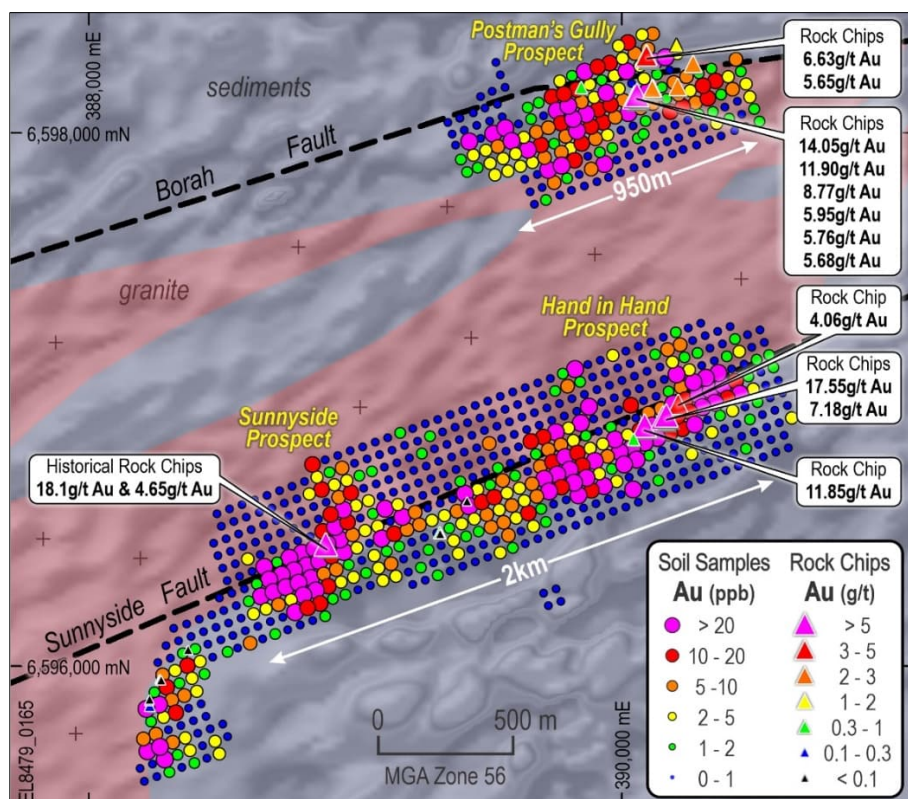 388,000 mE
Postman's Gully
Prospect
sediments
6,598,000 mN
Borah Fault
950m
granite
Rock Chips
6.63g/t Au
5.65g/t Au
Rock Chips
14.05g/t Au
11.90g/t Au
8.77g/t Au
5.95g/t Au
5.76g/t Au
5.68g/t Au
Hand in Hand
Prospect
Rock Chip
4.06g/t Au
Rock Chips
17.55g/t Au
7.18g/t Au
Rock Chip
11.85g/t Au
Sunnyside
Prospect
Historical Rock Chips
18.1g/t Au & 4.65g/t Au
2km
Sunnyside Fault
6,596,000 mN
EL8479_0165
0 500 m
MGA Zone 56
390,000 mE
Soil Samples
Au (ppb)
> 20
10 - 20
5 - 10
2 - 5
1 - 2
0 - 1
Rock Chips
Au (g/t)
> 5
3 - 5
2 - 3
1 - 2
0.3 - 1
0.1 - 0.3
< 0.1